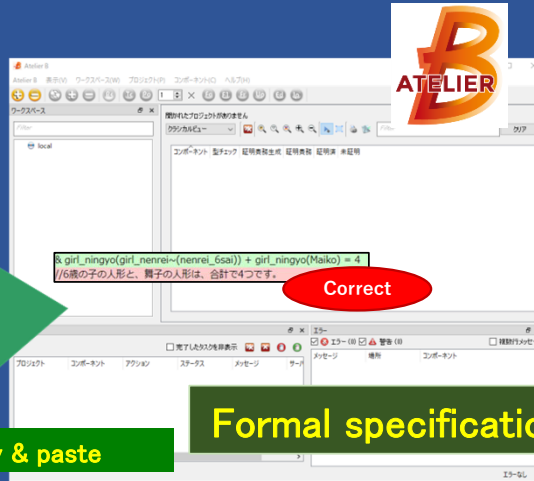 ATELIER
Atelier B
Atelier B 表示(V) ワークスペース(W) プロジェクト(P) コンポーネント(C) ヘルプ(H)
ワークスペース
Filter
local
開かれたプロジェクトがありません
クラシカルビュー
Filter
クリア
コンポーネント 型チェック 証明責務生成 証明責務 証明済 未証明
& girl_ningyo(girl_nenrei~(nenrei_6sai)) + girl_ningyo(Maiko) = 4
//6歳の子の人形と、舞子の人形は、合計で4つです。
Correct
完了したタスクを非表示
プロジェクト コンポーネント アクション ステータス メッセージ サーバ
エラー
エラー (0) 警告 (0) 複数行メッセ
メッセージ 場所 コンポーネント
Formal specificatio
y & paste
エラーなし